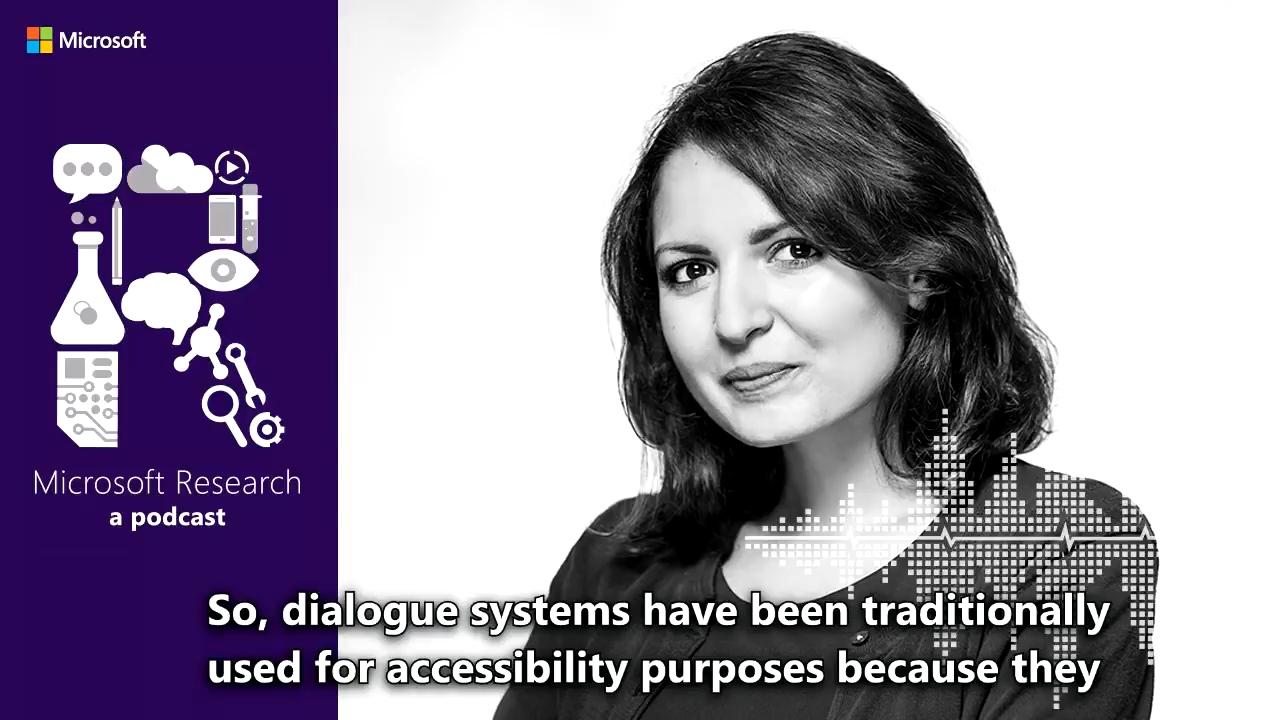 Microsoft
Microsoft Research
a podcast
So, dialogue systems have been traditionally
used for accessibility purposes because they